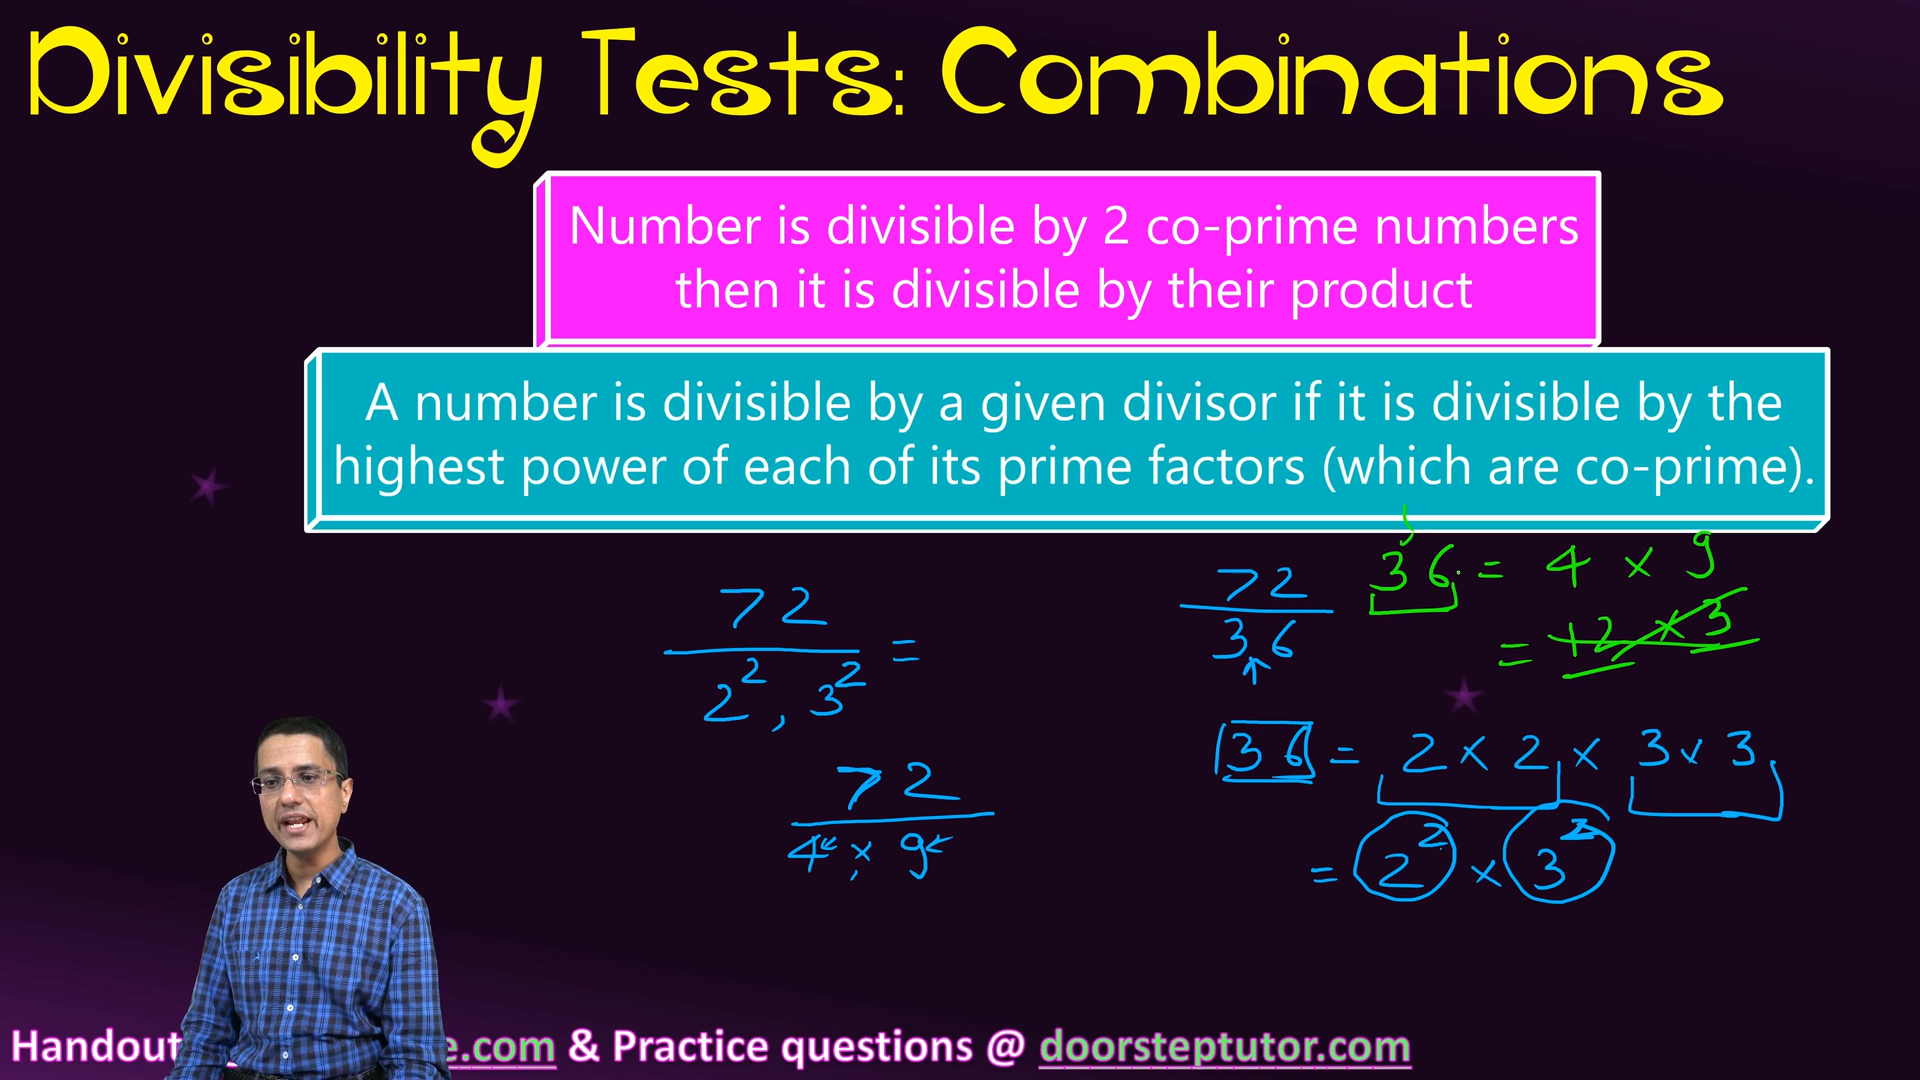 Divisibility Tests: Combinations
Number is divisible by 2 co-prime numbers
then it is divisible by their product
A number is divisible by a given divisor if it is divisible by the
highest power of each of its prime factors (which are co-prime).
36 = 4 × 9
= 12 × 3
72
36
72
2², 3² =
36 = 2 × 2 × 3 × 3
= 2² × 3²
72
4 × 9
Handout e.com & Practice questions @ doorsteptutor.com